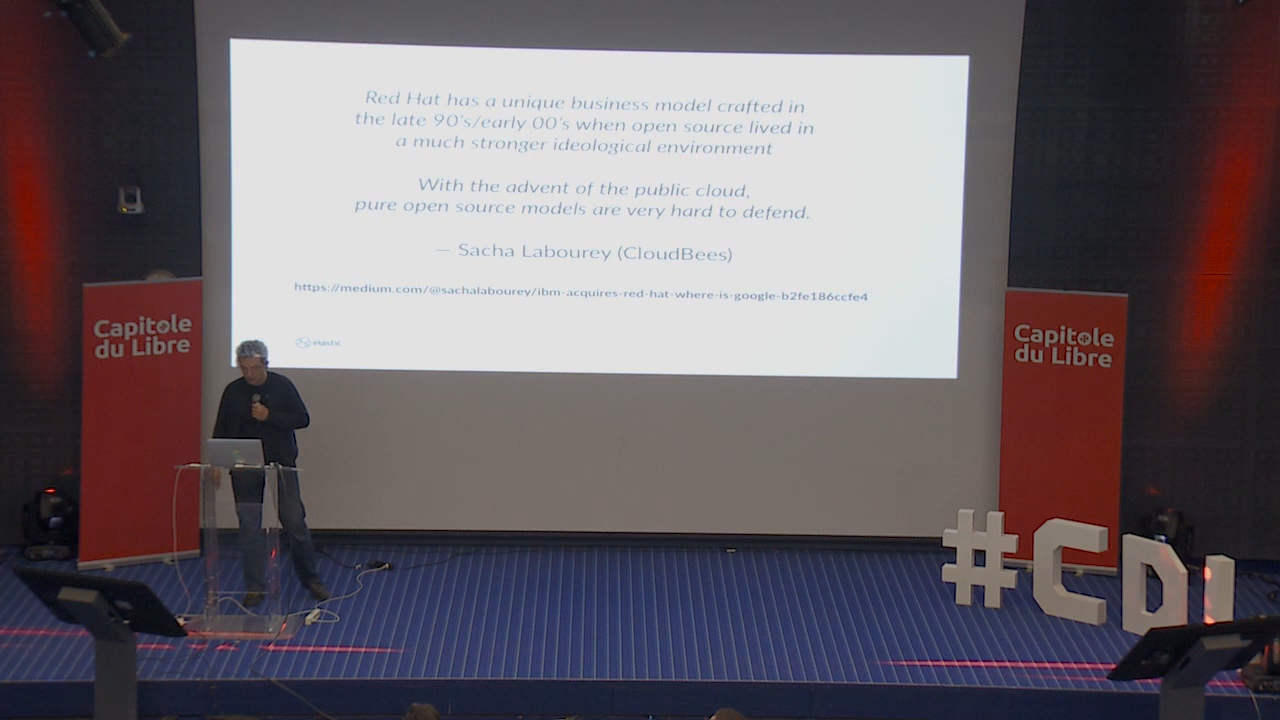 Red Hat has a unique business model crafted in
the late 90's/early 00's when open source lived in
a much stronger ideological environment
With the advent of the public cloud,
pure open source models are very hard to defend.
— Sacha Labourey (CloudBees)
https://medium.com/@sachalabourey/ibm-acquires-red-hat-where-is-google-b2fe186ccfe4
elastic
Capitole
du Libre
Capitole
du Libre
#CDL